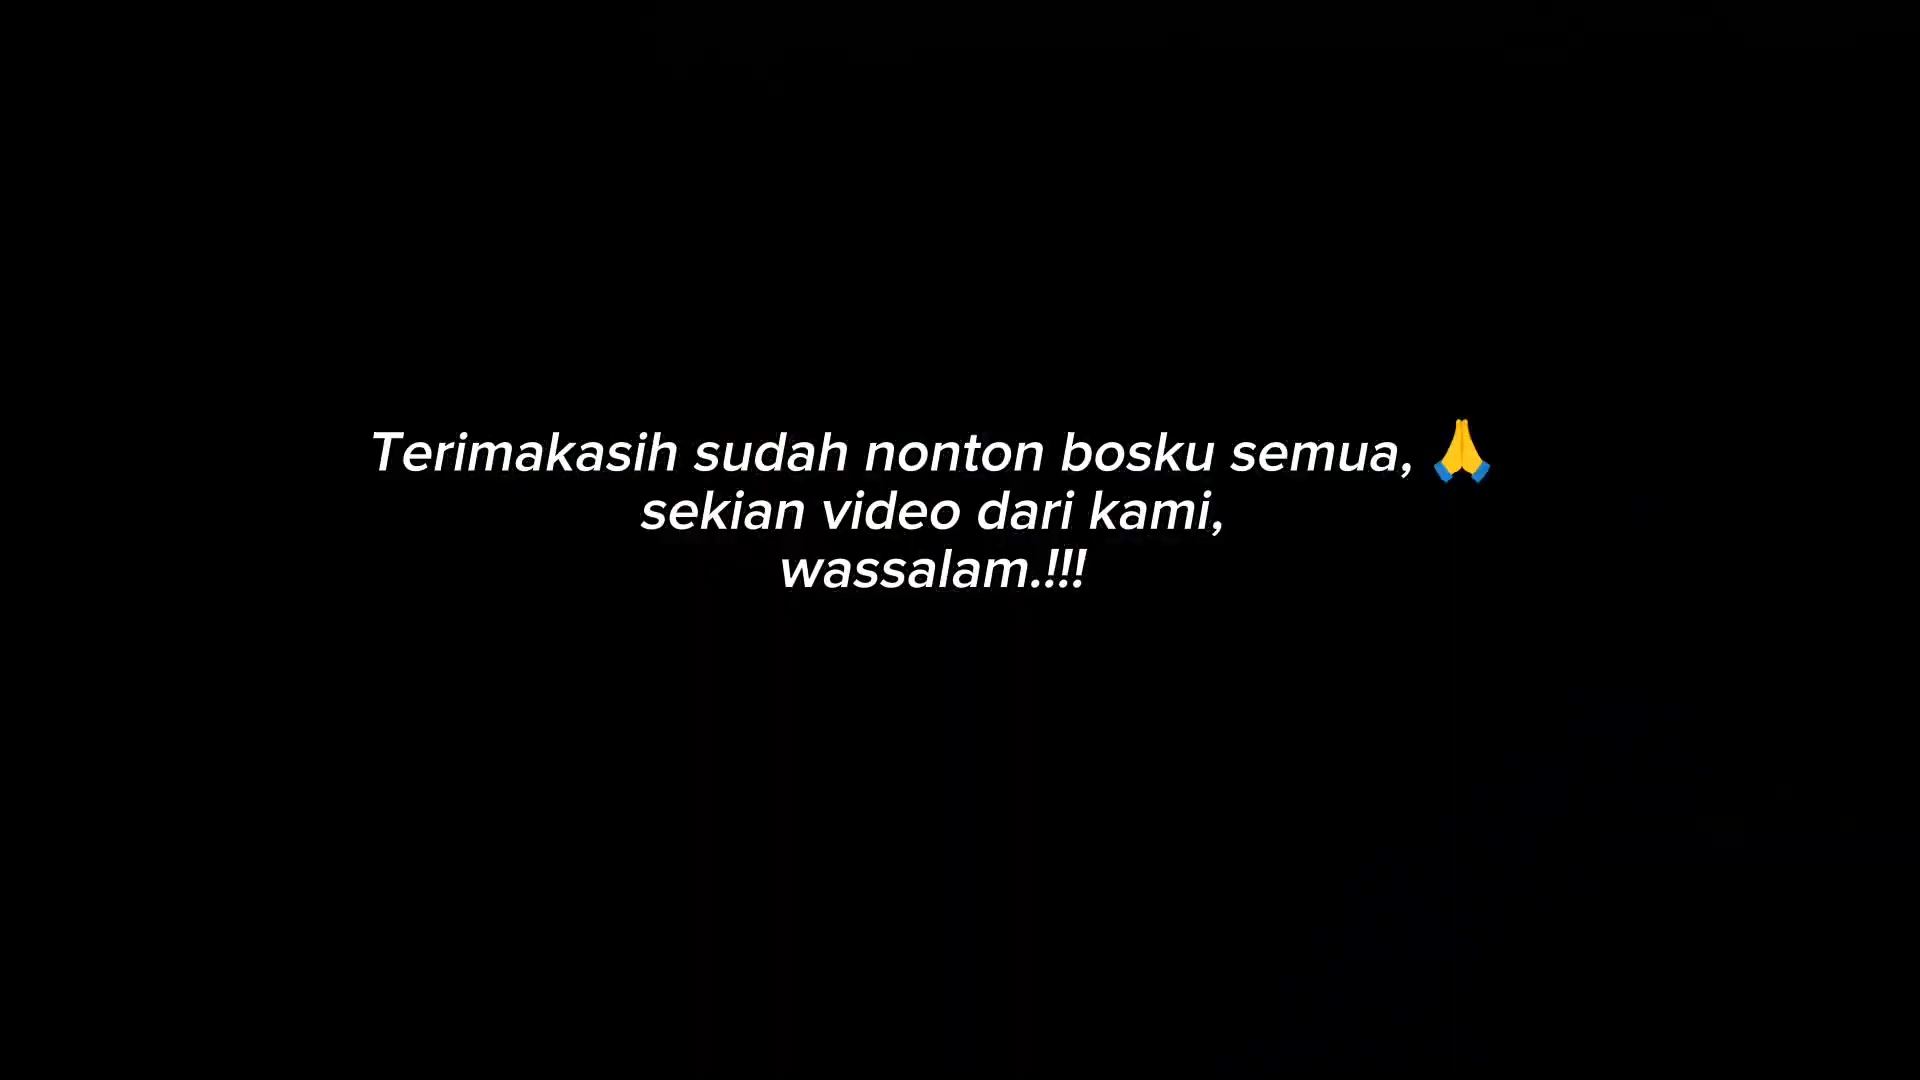 Terimakasih sudah nonton bosku semua, 🙏
sekian video dari kami,
wassalam.!!!